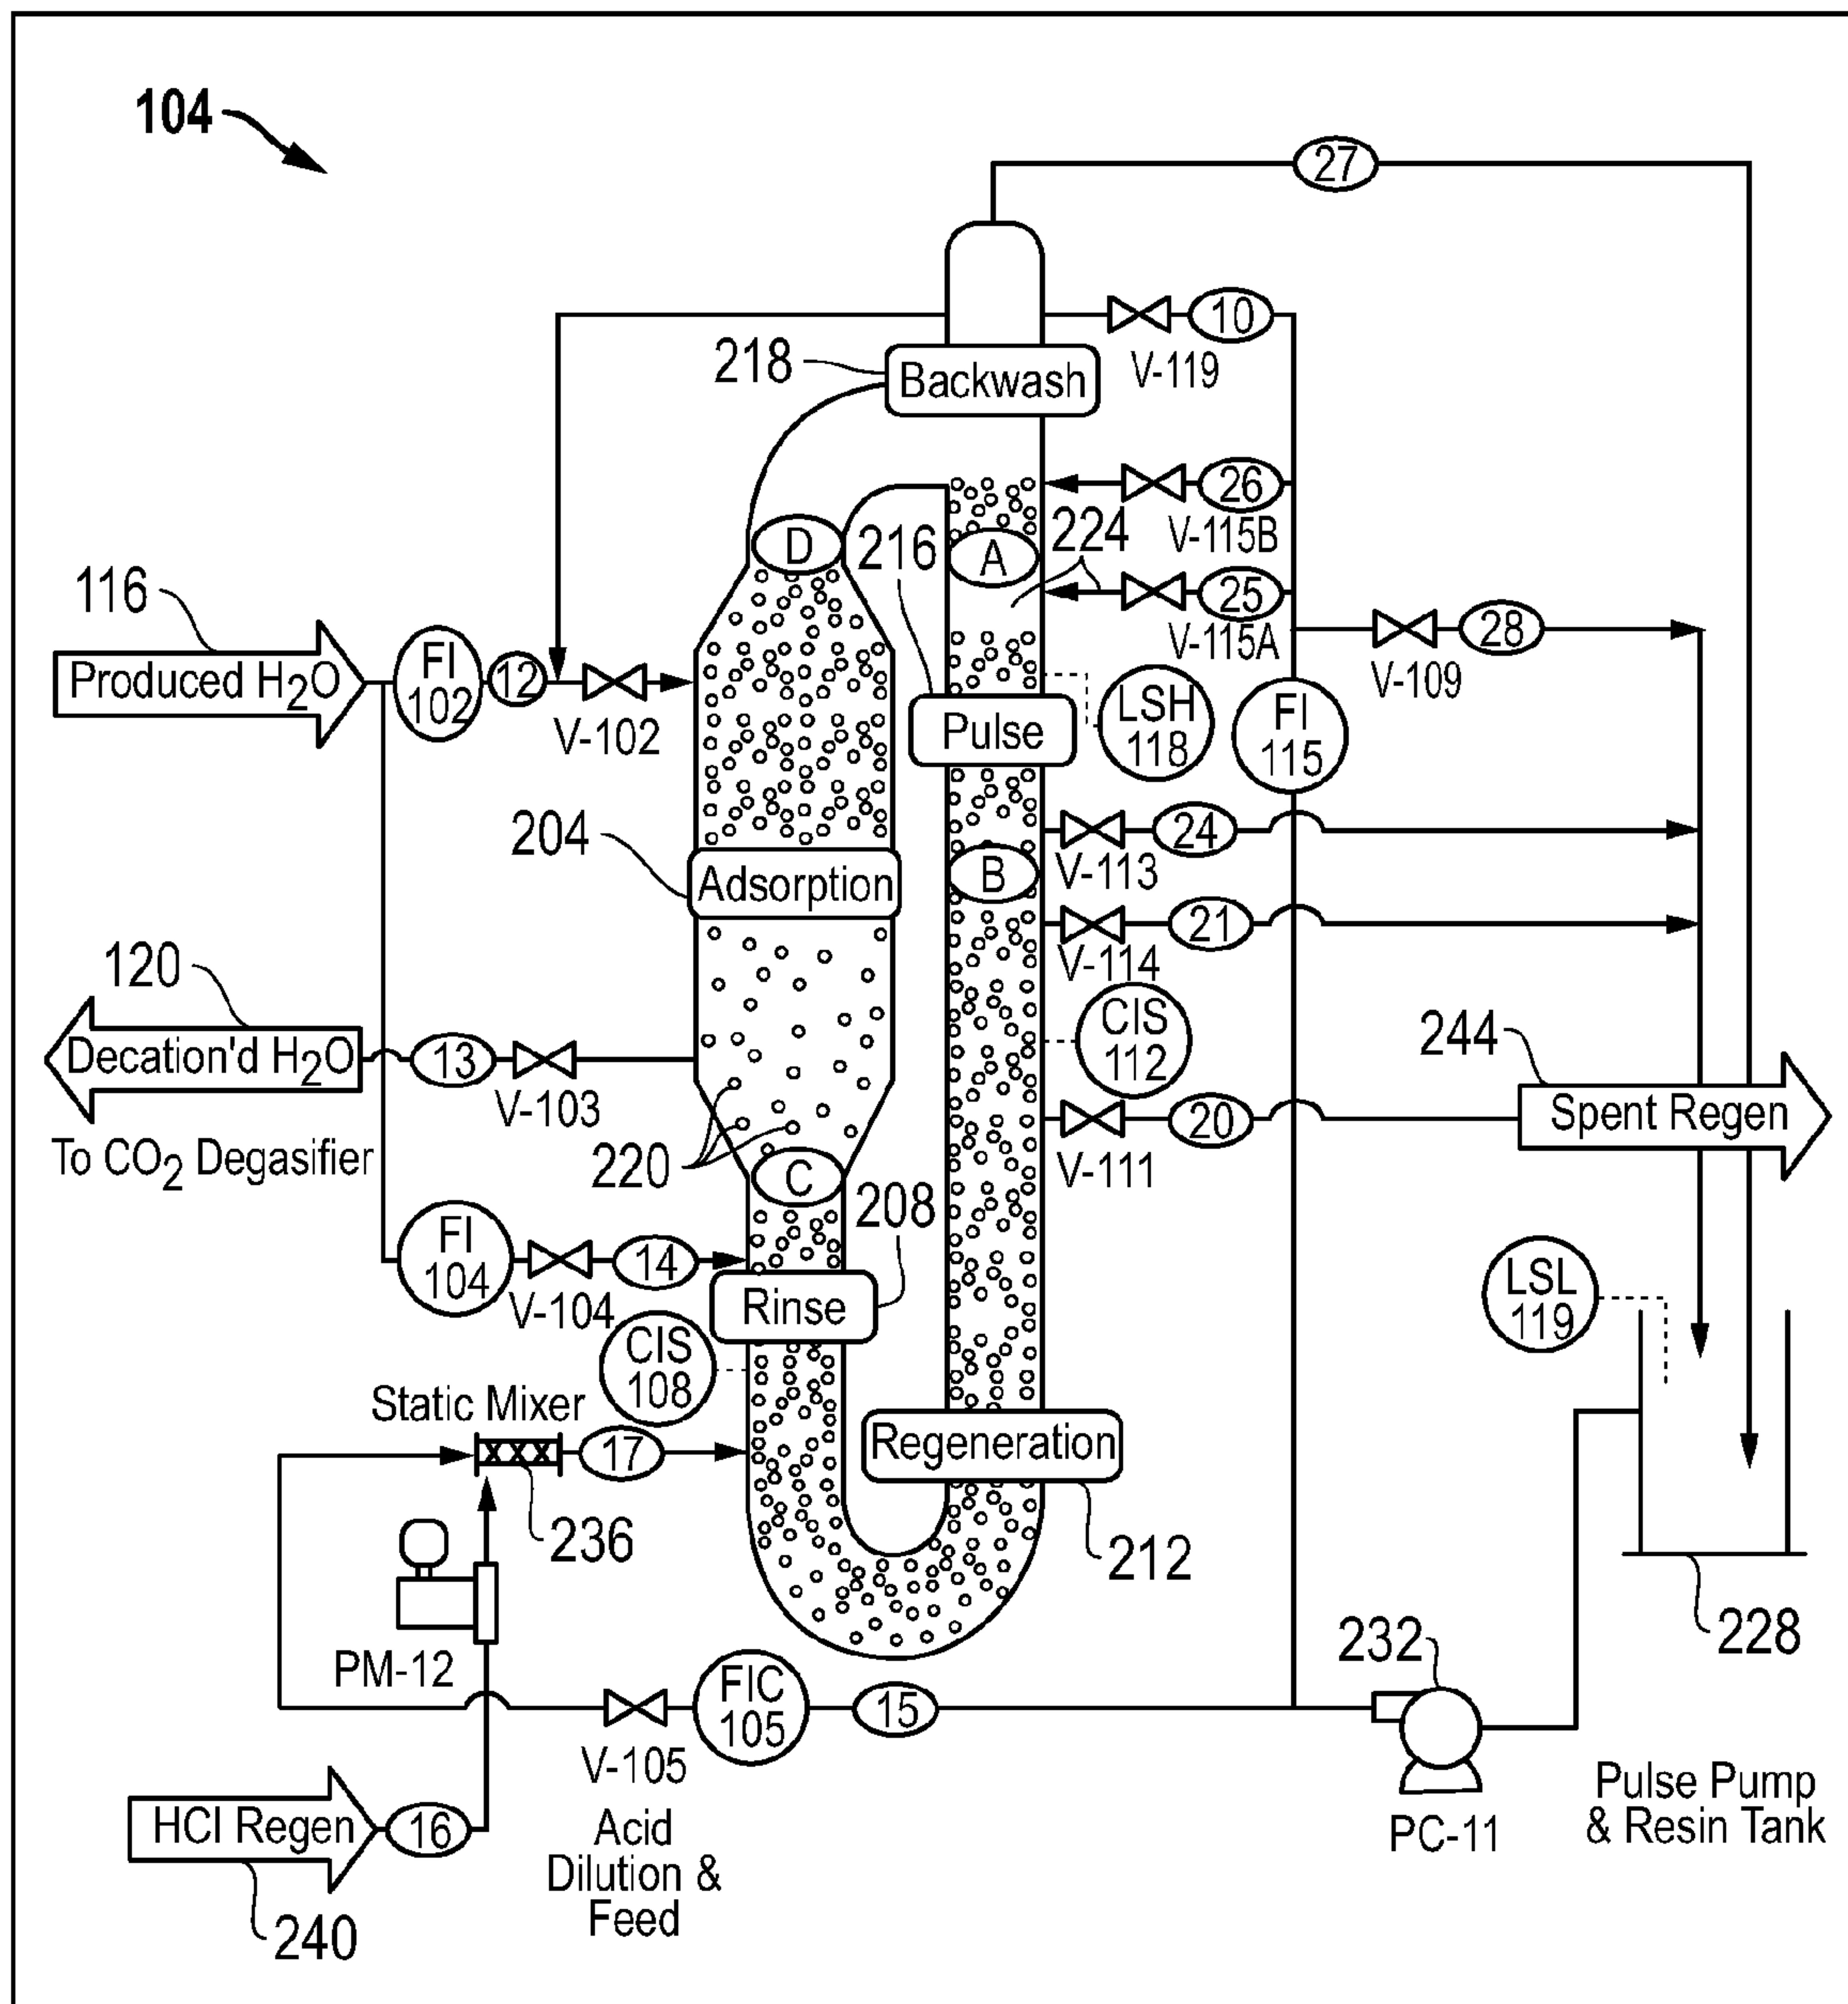 104
27
10
V-119
218
Backwash
26
V-115B
224
D
216
A
25
V-115A
116
Produced H2O
FI
102
12
V-102
28
V-109
LSH
118
Pulse
FI
115
204
24
V-113
Adsorption
B
21
V-114
120
Decation'd H2O
13
V-103
To CO2 Degasifier
CIS
112
244
20
V-111
Spent Regen
220
C
208
FI
104
V-104
14
Rinse
LSL
119
CIS
108
Static Mixer
17
Regeneration
236
212
PM-12
FIC
105
15
V-105
232
228
HCl Regen
16
240
Acid
Dilution &
Feed
PC-11
Pulse Pump
& Resin Tank